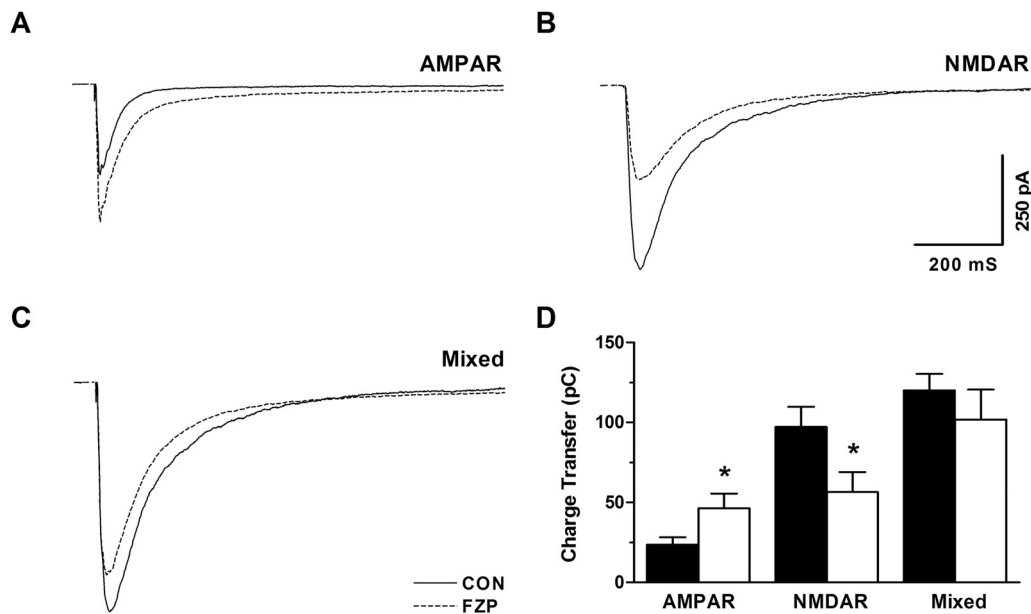 A
AMPAR
B
NMDAR
250 pA
200 mS
C
Mixed
CON
FZP
D
Charge Transfer (pC)
150
100
50
0
*
*
AMPAR
NMDAR
Mixed